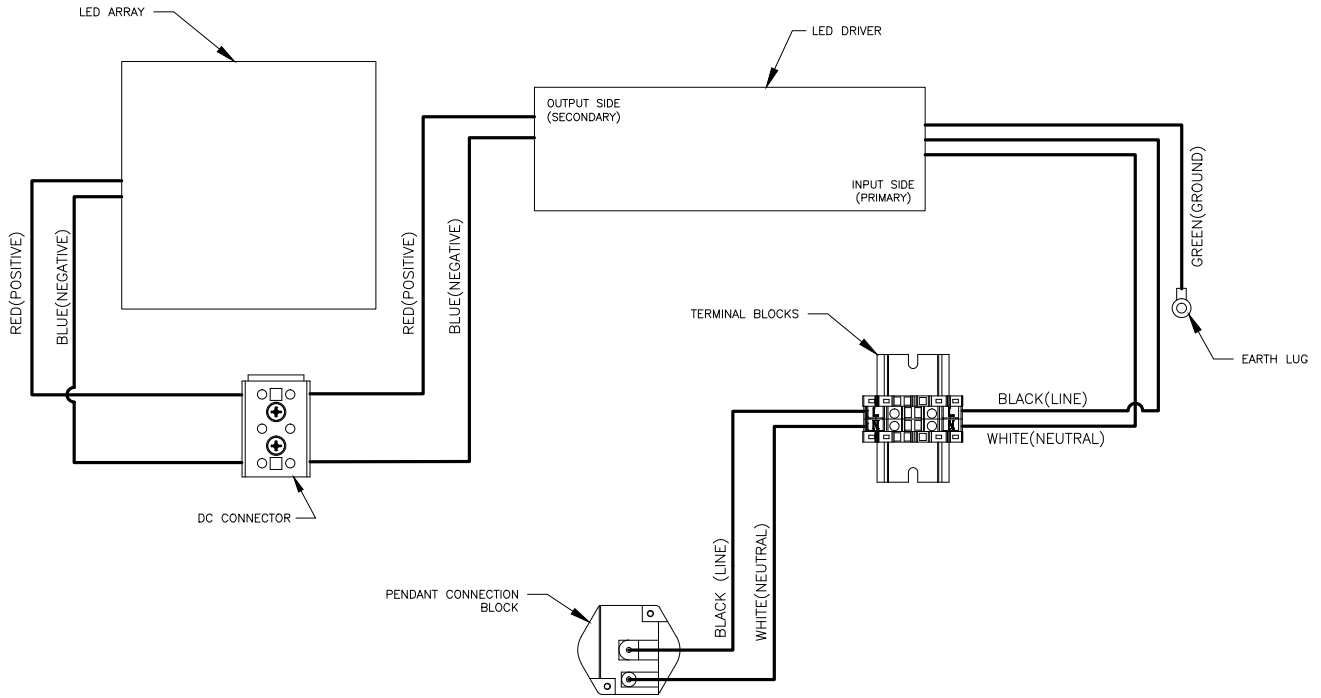 LED ARRAY
LED DRIVER
OUTPUT SIDE
(SECONDARY)
INPUT SIDE
(PRIMARY)
RED(POSITIVE)
BLUE(NEGATIVE)
RED(POSITIVE)
BLUE(NEGATIVE)
GREEN(GROUND)
TERMINAL BLOCKS
EARTH LUG
L
L
N
N
BLACK(LINE)
WHITE(NEUTRAL)
DC CONNECTOR
BLACK (LINE)
WHITE(NEUTRAL)
PENDANT CONNECTION
BLOCK